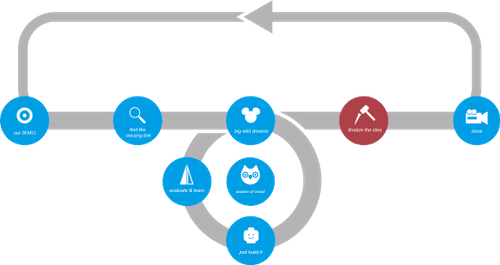 our BHAG
find the
missing link
big wild dreams
finalize the idea
show
evaluate & learn
wisdom of crowd
just build it